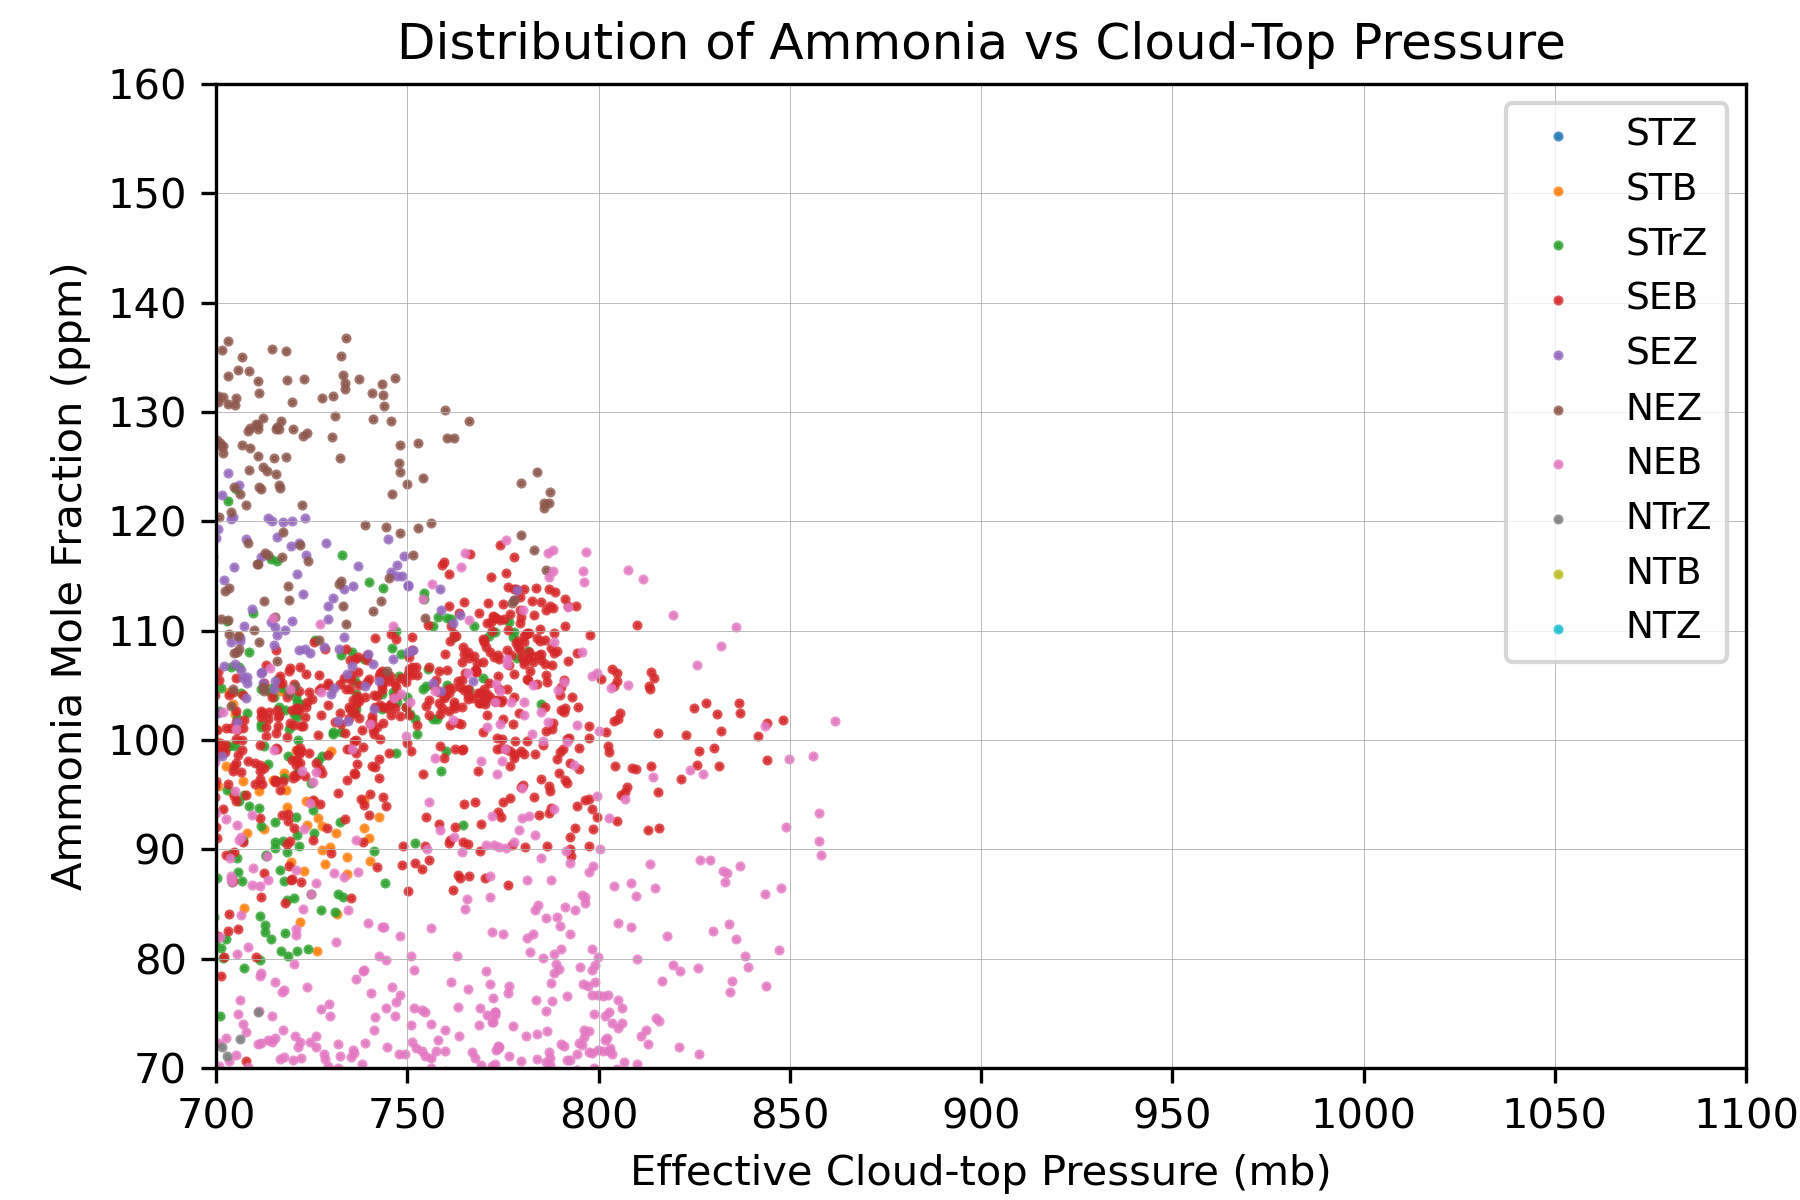 Distribution of Ammonia vs Cloud-Top Pressure
Ammonia Mole Fraction (ppm)
160
150
140
130
120
110
100
90
80
70
STZ
STB
STrZ
SEB
SEZ
NEZ
NEB
NTrZ
NTB
NTZ
700 750 800 850 900 950 1000 1050 1100
Effective Cloud-top Pressure (mb)